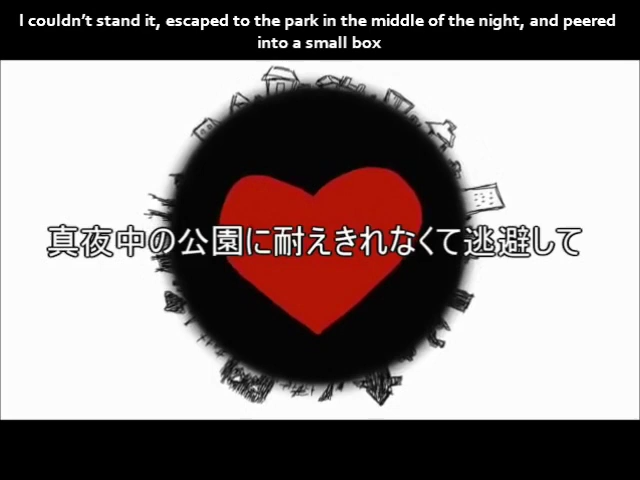 I couldn't stand it, escaped to the park in the middle of the night, and peered
into a small box
真夜中の公園に耐えきれなくて逃避して